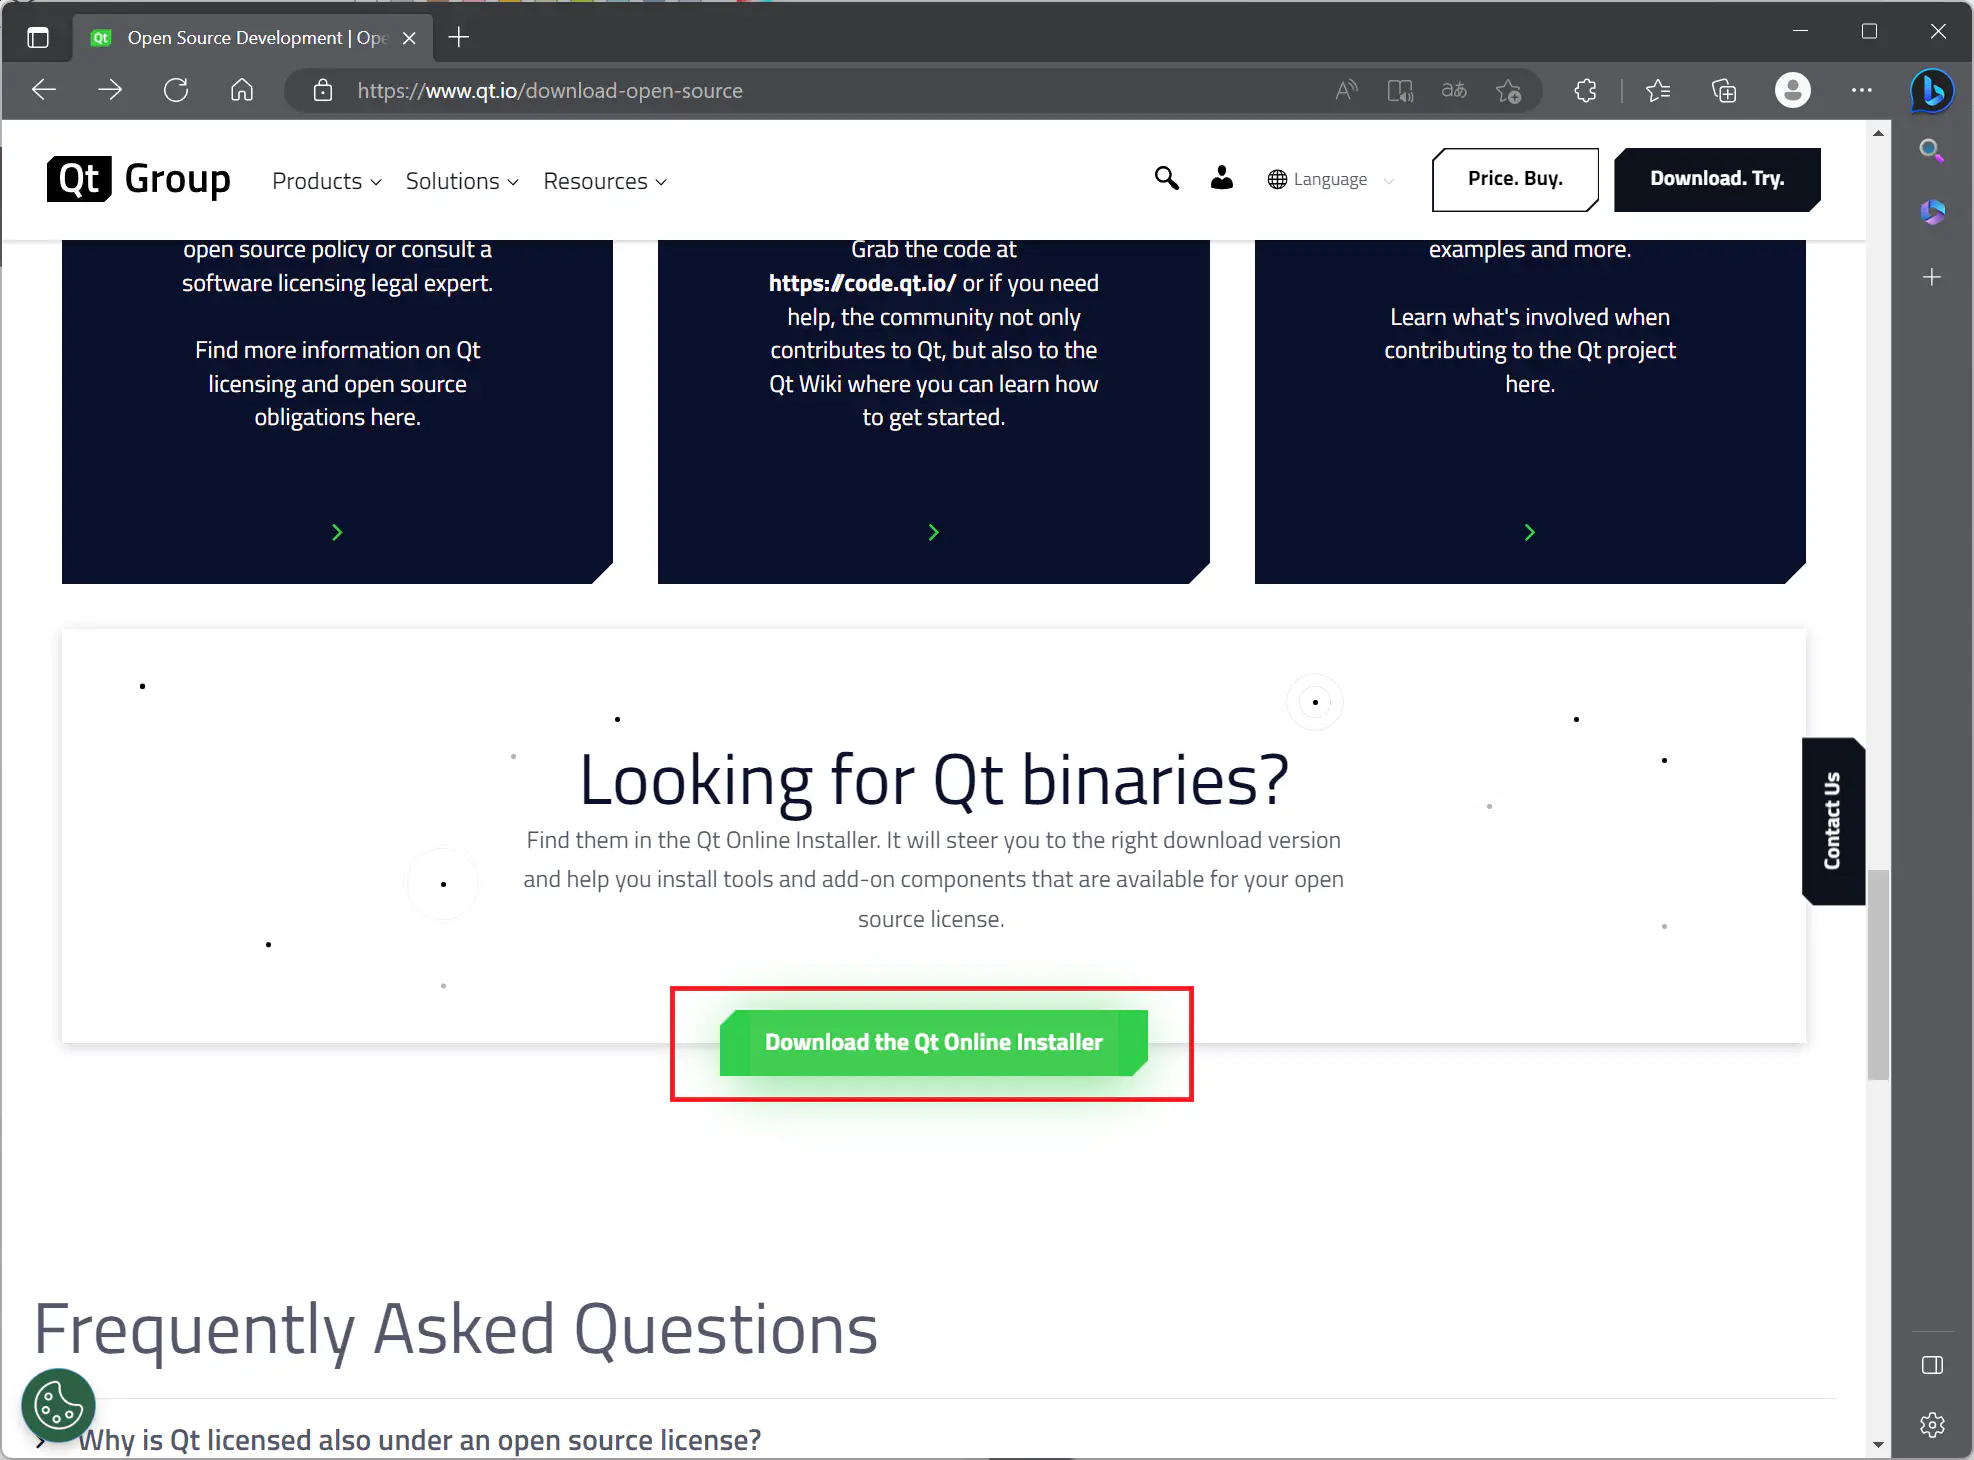 Open Source Development | Ope
https://www.qt.io/download-open-source
Qt Group
Products
Solutions
Resources
Language
Price. Buy.
Download. Try.
open source policy or consult a
software licensing legal expert.
Find more information on Qt
licensing and open source
obligations here.
Grab the code at
https://code.qt.io/ or if you need
help, the community not only
contributes to Qt, but also to the
Qt Wiki where you can learn how
to get started.
examples and more.
Learn what's involved when
contributing to the Qt project
here.
Looking for Qt binaries?
Find them in the Qt Online Installer. It will steer you to the right download version
and help you install tools and add-on components that are available for your open
source license.
Download the Qt Online Installer
Contact Us
Frequently Asked Questions
Why is Qt licensed also under an open source license?